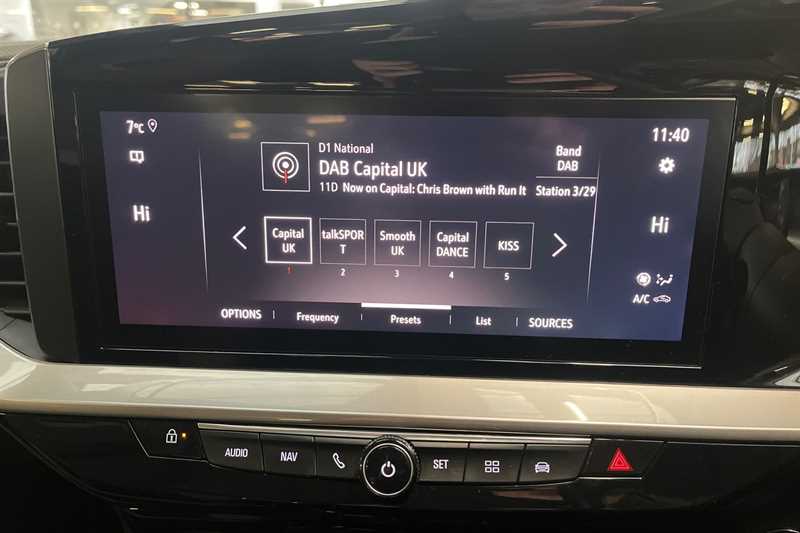 7°C
11:40
D1 National
DAB Capital UK
11D Now on Capital: Chris Brown with Run It
Band
DAB
Station 3/29
Hi
Hi
Capital
UK
talkSPOR
T
Smooth
UK
Capital
DANCE
KISS
1
2
3
4
5
A/C
OPTIONS
Frequency
Presets
List
SOURCES
AUDIO
NAV
SET